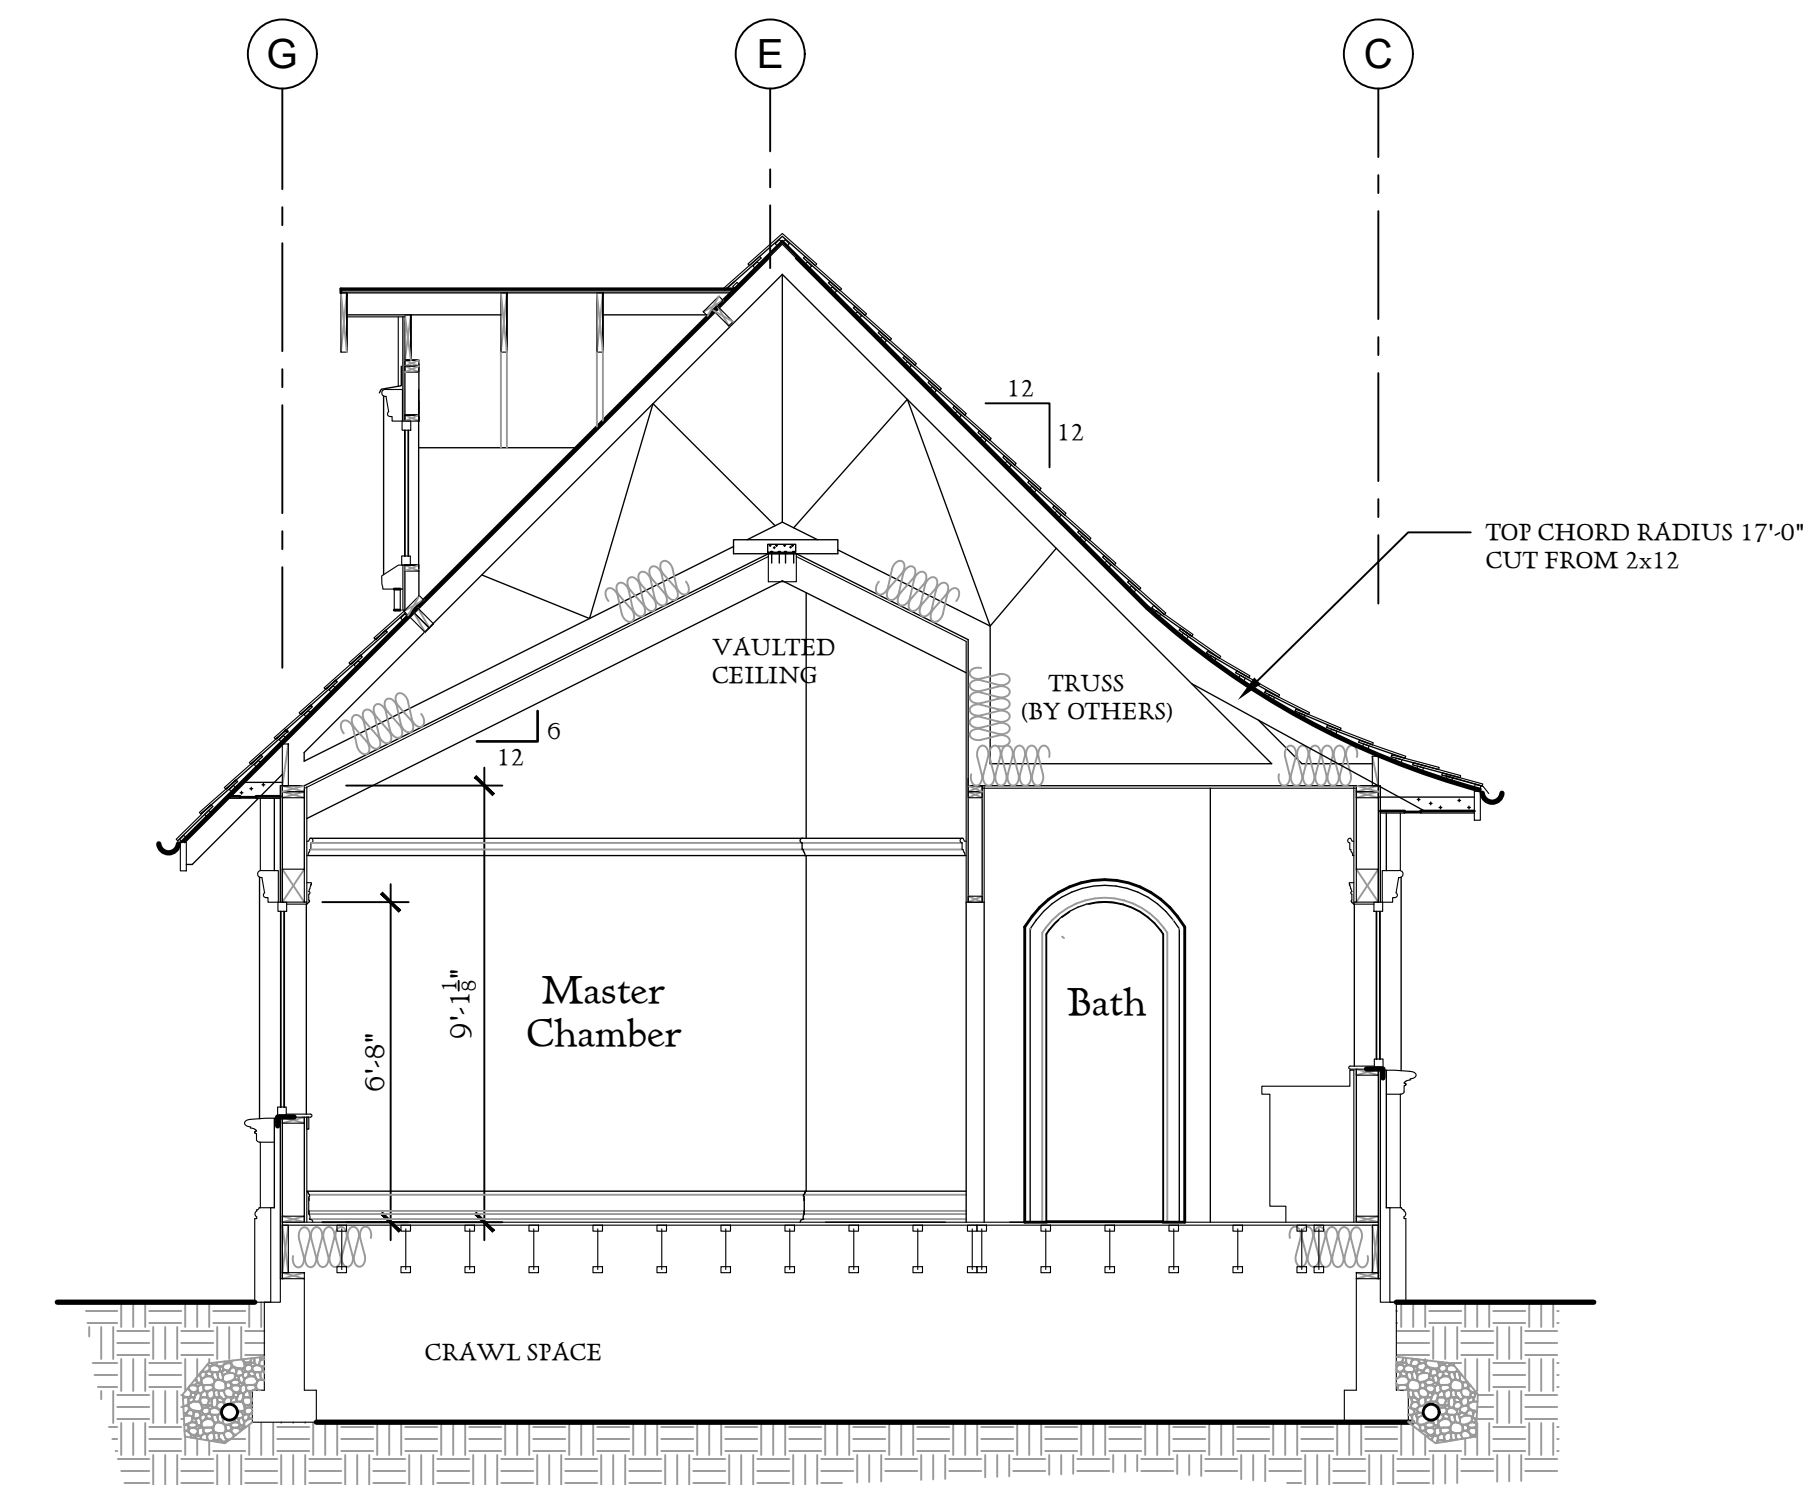 G
E
C
12
12
TOP CHORD RADIUS 17'-0"
CUT FROM 2x12
VAULTED
CEILING
TRUSS
(BY OTHERS)
6
12
9'-1 1/8"
6'-8"
Master
Chamber
Bath
CRAWL SPACE